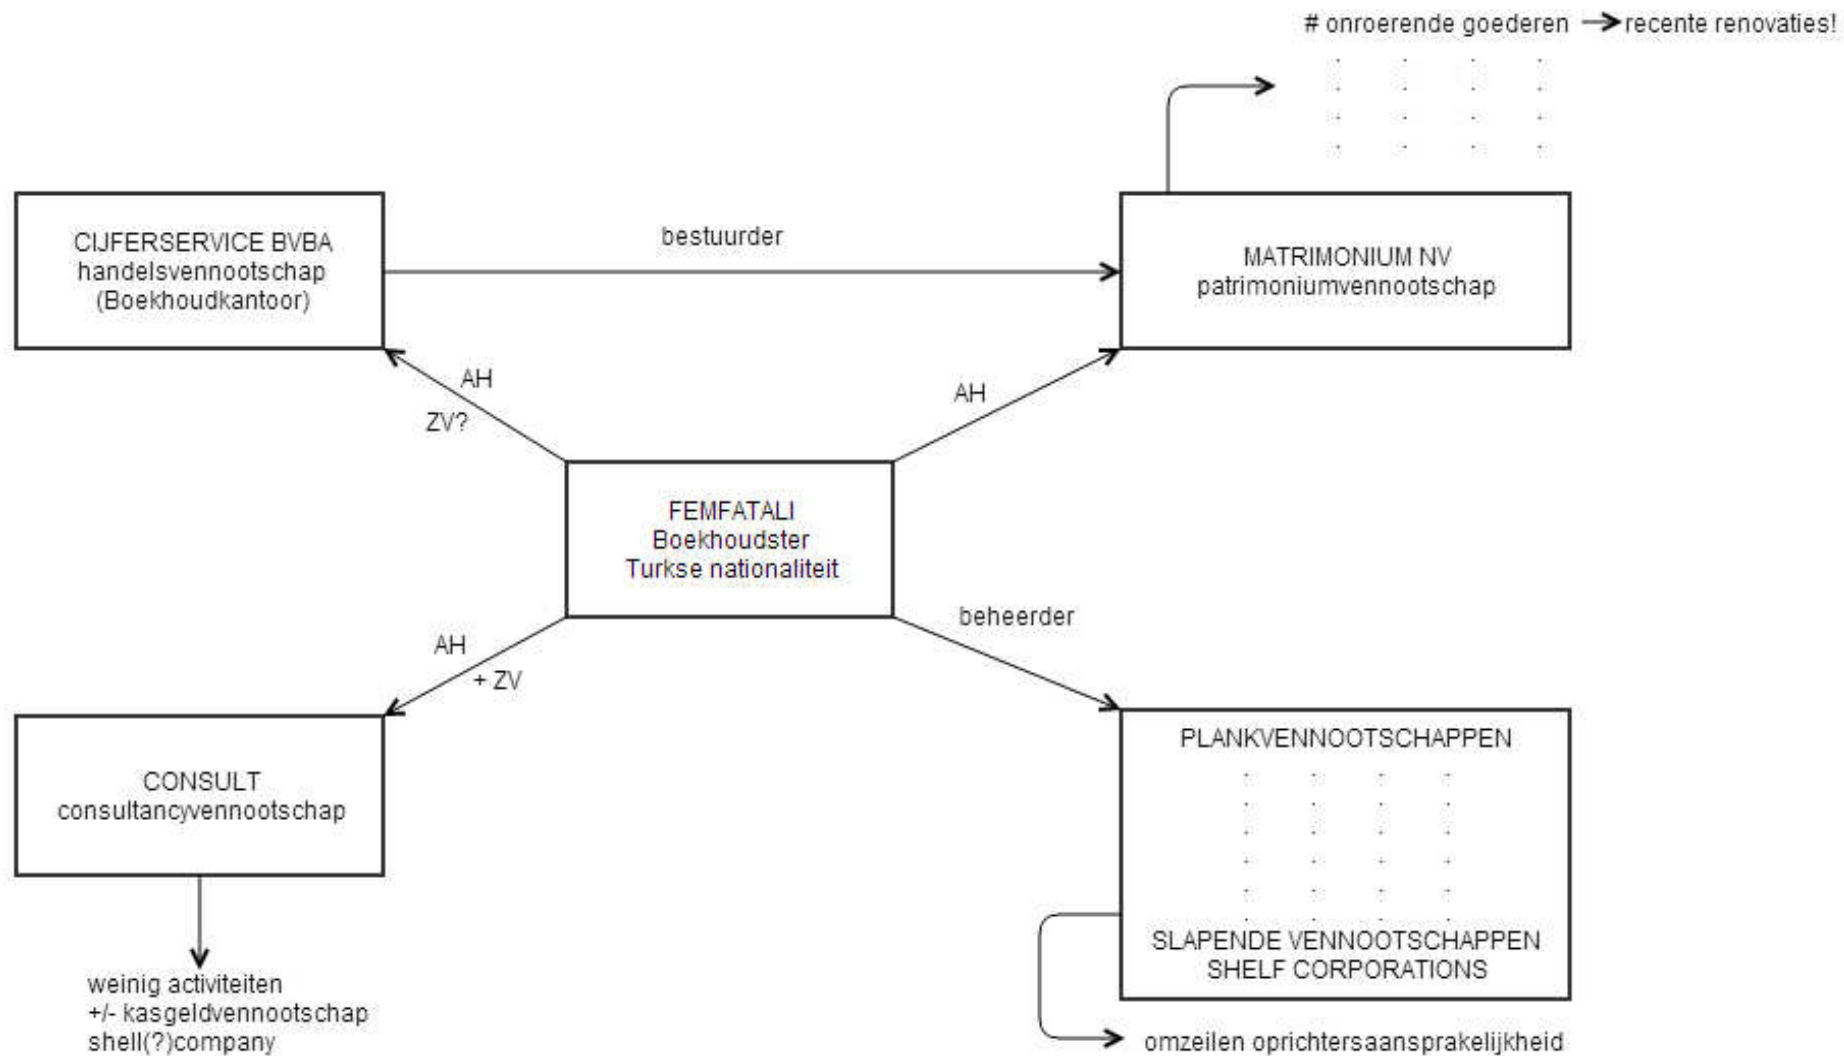 # onroerende goederen → recente renovaties!
CIJFERSERVICE BVBA
handelsvennootschap
(Boekhoudkantoor)
bestuurder
MATRIMONIUM NV
patrimoniumvennootschap
AH
ZV?
AH
FEMFATALI
Boekhoudster
Turkse nationaliteit
AH
+ ZV
beheerder
CONSULT
consultancyvennootschap
PLANKVENNOOTSCHAPPEN
SLAPENDE VENNOOTSCHAPPEN
SHELF CORPORATIONS
weinig activiteiten
+/- kasgeldvennootschap
shell(?)company
omzeilen oprichtersaansprakelijkheid